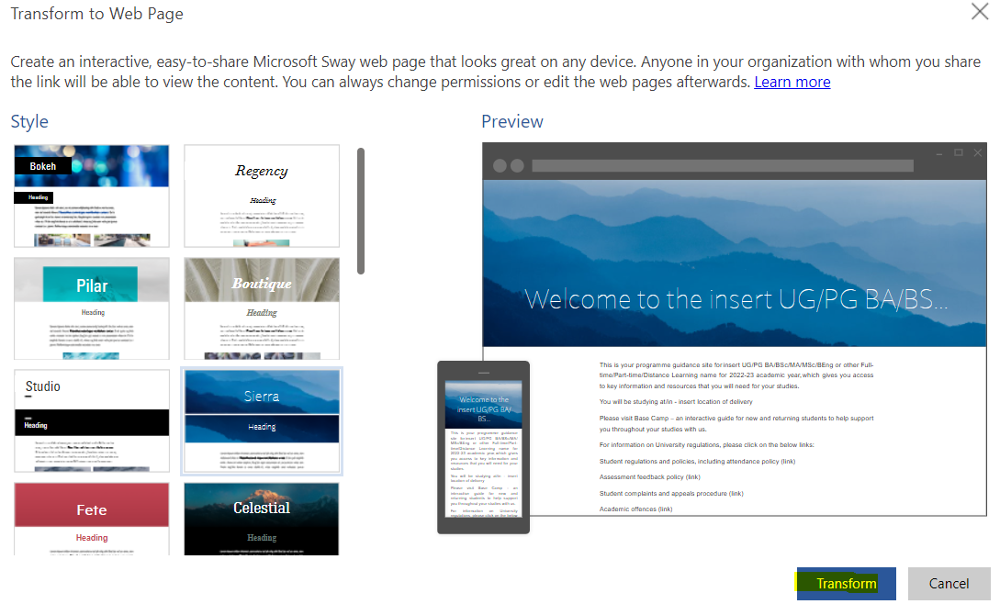 Transform to Web Page
Create an interactive, easy-to-share Microsoft Sway web page that looks great on any device. Anyone in your organization with whom you share
the link will be able to view the content. You can always change permissions or edit the web pages afterwards. Learn more
Style
Bokeh
Heading
Regency
Heading
Pilar
Heading
Boutique
Heading
Studio
Heading
Sierra
Heading
Fete
Heading
Celestial
Heading
Preview
Welcome to the insert UG/PG BA/BS...
This is your programme guidance site for insert UG/PG BA/BSc/MA/MSc/BEng or other Full-
time/Part-time/Distance Learning name for 2022-23 academic year, which gives you access
to key information and resources that you will need for your studies.
You will be studying at/in - insert location of delivery
Please visit Base Camp – an interactive guide for new and returning students to help support
you throughout your studies with us.
For information on University regulations, please click on the below links:
Student regulations and policies, including attendance policy (link)
Assessment feedback policy (link)
Student complaints and appeals procedure (link)
Academic offences (link)
Welcome to the
insert UG/PG BA/
BS...
This is your programme guidance
site for insert UG/PG BA/BSc/MA/
MSc/BEng or other Full-time/Part-
time/Distance Learning name for
2022-23 academic year, which gives
you access to key information and
resources that you will need for your
studies.
You will be studying at/in - insert
location of delivery
Please visit Base Camp – an
interactive guide for new and
returning students to help support
you throughout your studies with us.
For information on University
regulations, please click on the below
Transform
Cancel